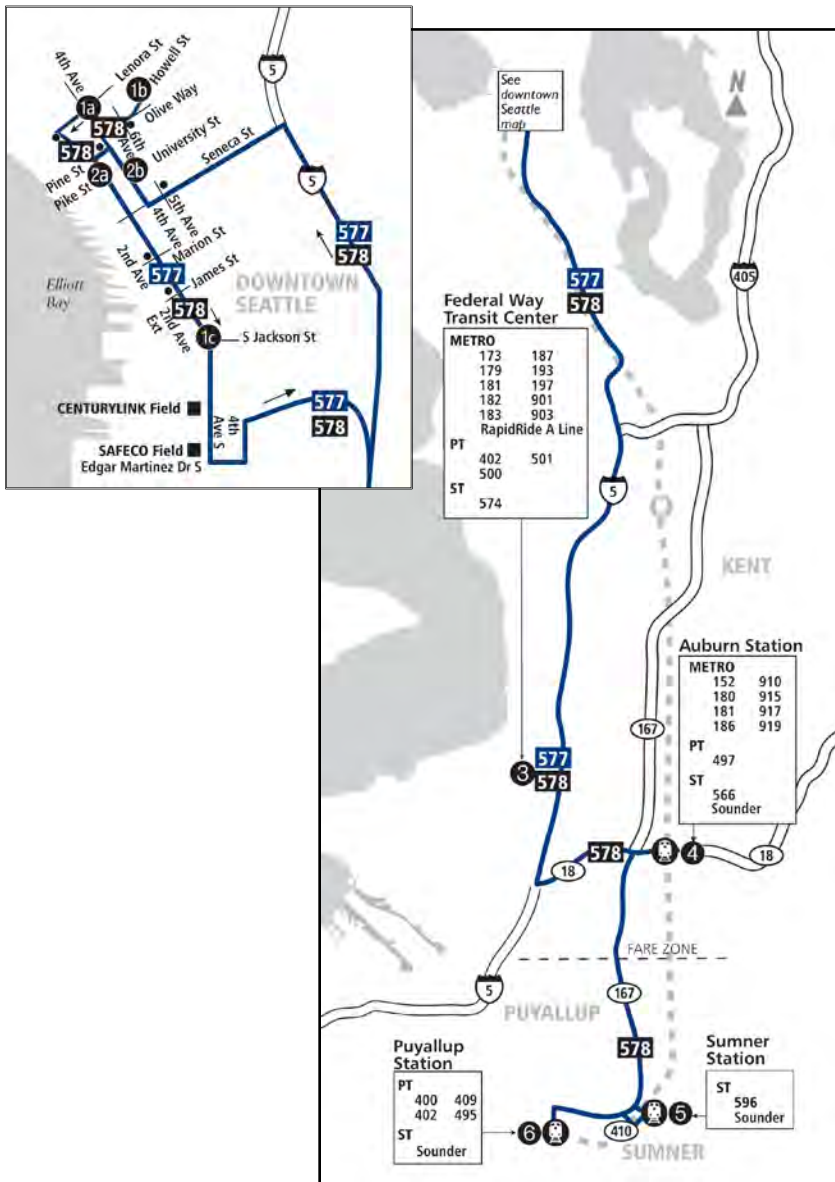 4th Ave
Lenora St
1a
1b
Howell St
578
6th
Ave
Olive Way
578
University St
Seneca St
5
Pine St
Pike St
2a
2b
5th Ave
4th Ave
Marion St
5
577
578
577
2nd Ave
James St
Elliott
Bay
DOWNTOWN
SEATTLE
578
2nd Ave
Ext
1c
S Jackson St
CENTURYLINK Field
4th
Ave S
577
578
SAFECO Field
Edgar Martinez Dr S
See
downtown
Seattle
map
N
405
577
578
Federal Way
Transit Center
METRO
173 187
179 193
181 197
182 901
183 903
RapidRide A Line
PT
402 501
500
ST
574
5
KENT
Auburn Station
METRO
152 910
180 915
181 917
186 919
PT
497
ST
566
Sounder
167
3
577
578
578
4
18
18
FARE ZONE
5
167
PUYALLUP
578
Puyallup
Station
PT
400 409
402 495
ST
Sounder
Sumner
Station
ST
596
Sounder
6
410
5
SUMNER